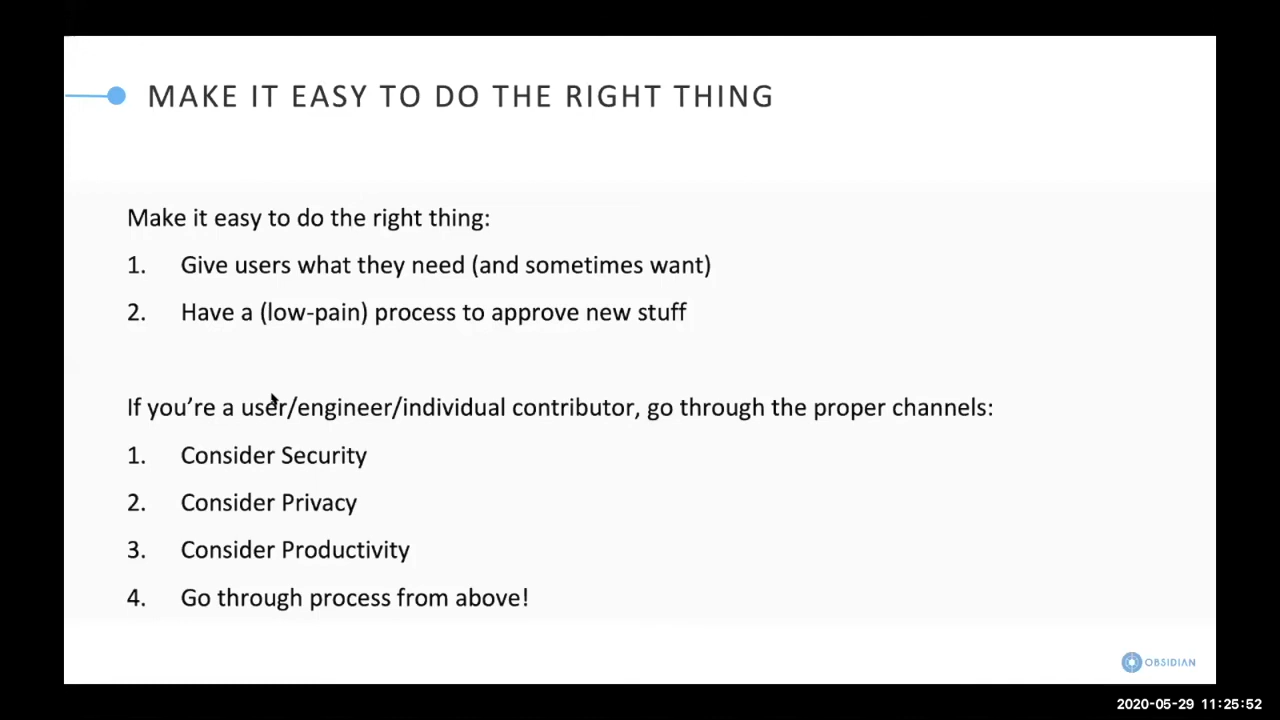 MAKE IT EASY TO DO THE RIGHT THING
Make it easy to do the right thing:
1. Give users what they need (and sometimes want)
2. Have a (low-pain) process to approve new stuff
If you’re a user/engineer/individual contributor, go through the proper channels:
1. Consider Security
2. Consider Privacy
3. Consider Productivity
4. Go through process from above!
OBSIDIAN
2020-05-29 11:25:52